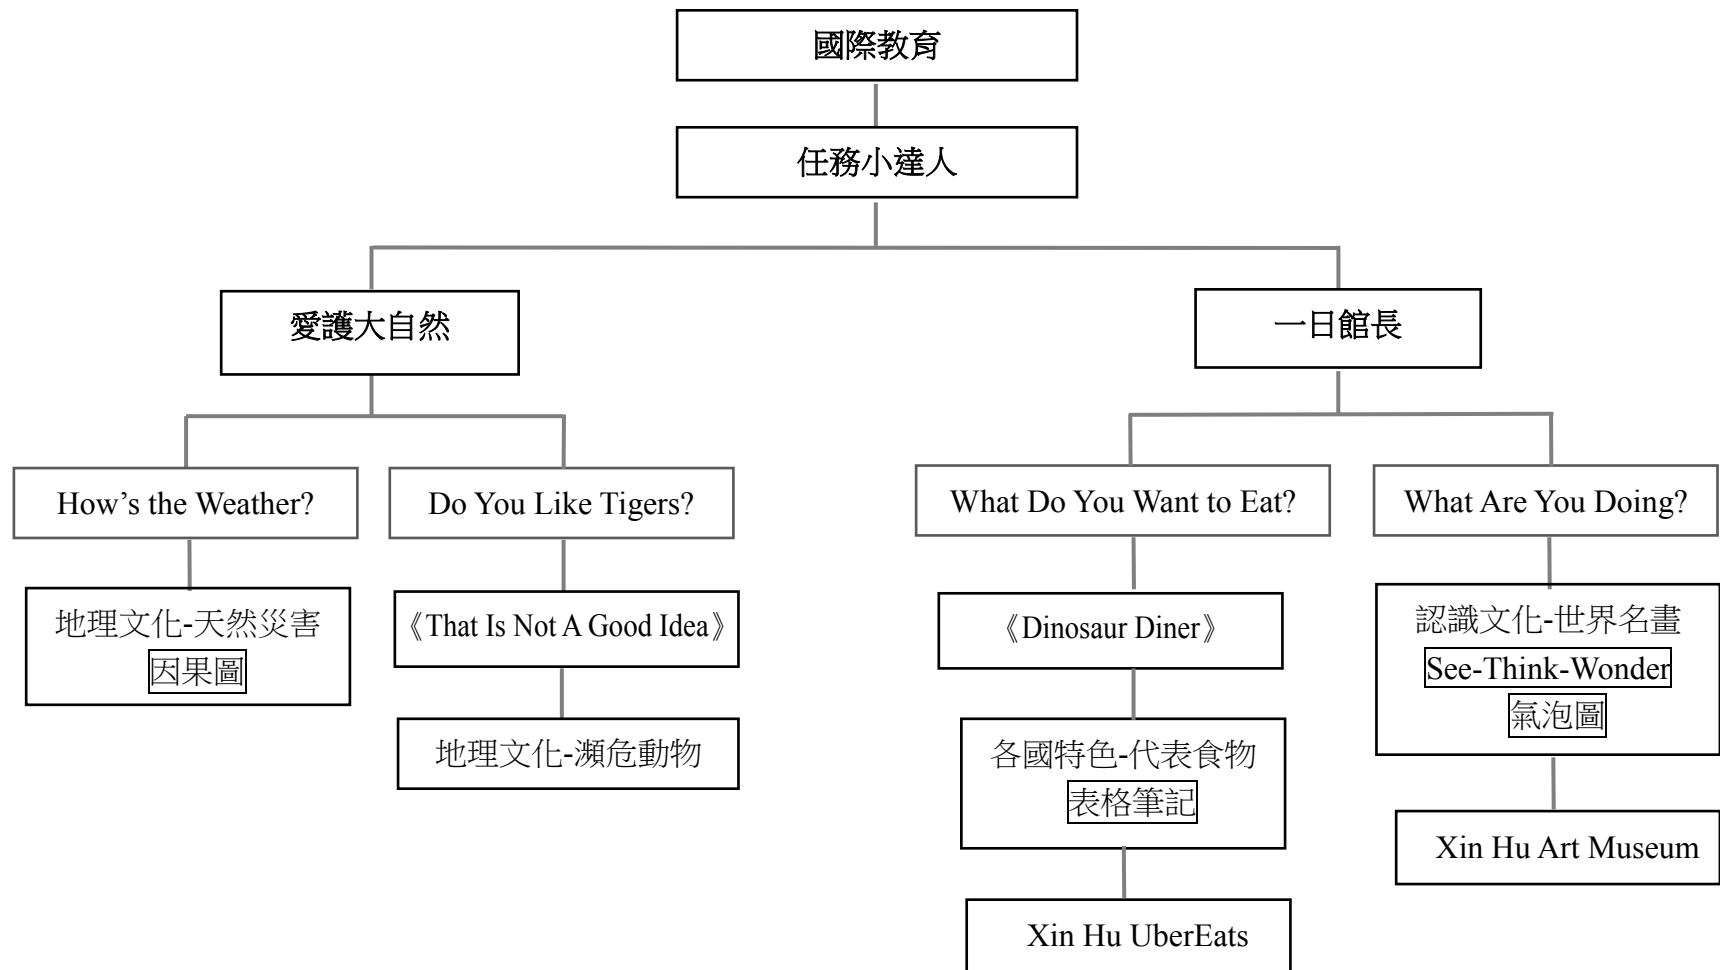 國際教育
任務小達人
愛護大自然
一日館長
How’s the Weather?
Do You Like Tigers?
What Do You Want to Eat?
What Are You Doing?
地理文化-天然災害
因果圖
《That Is Not A Good Idea》
《Dinosaur Diner》
認識文化-世界名畫
See-Think-Wonder
氣泡圖
地理文化-瀕危動物
各國特色-代表食物
表格筆記
Xin Hu Art Museum
Xin Hu UberEats